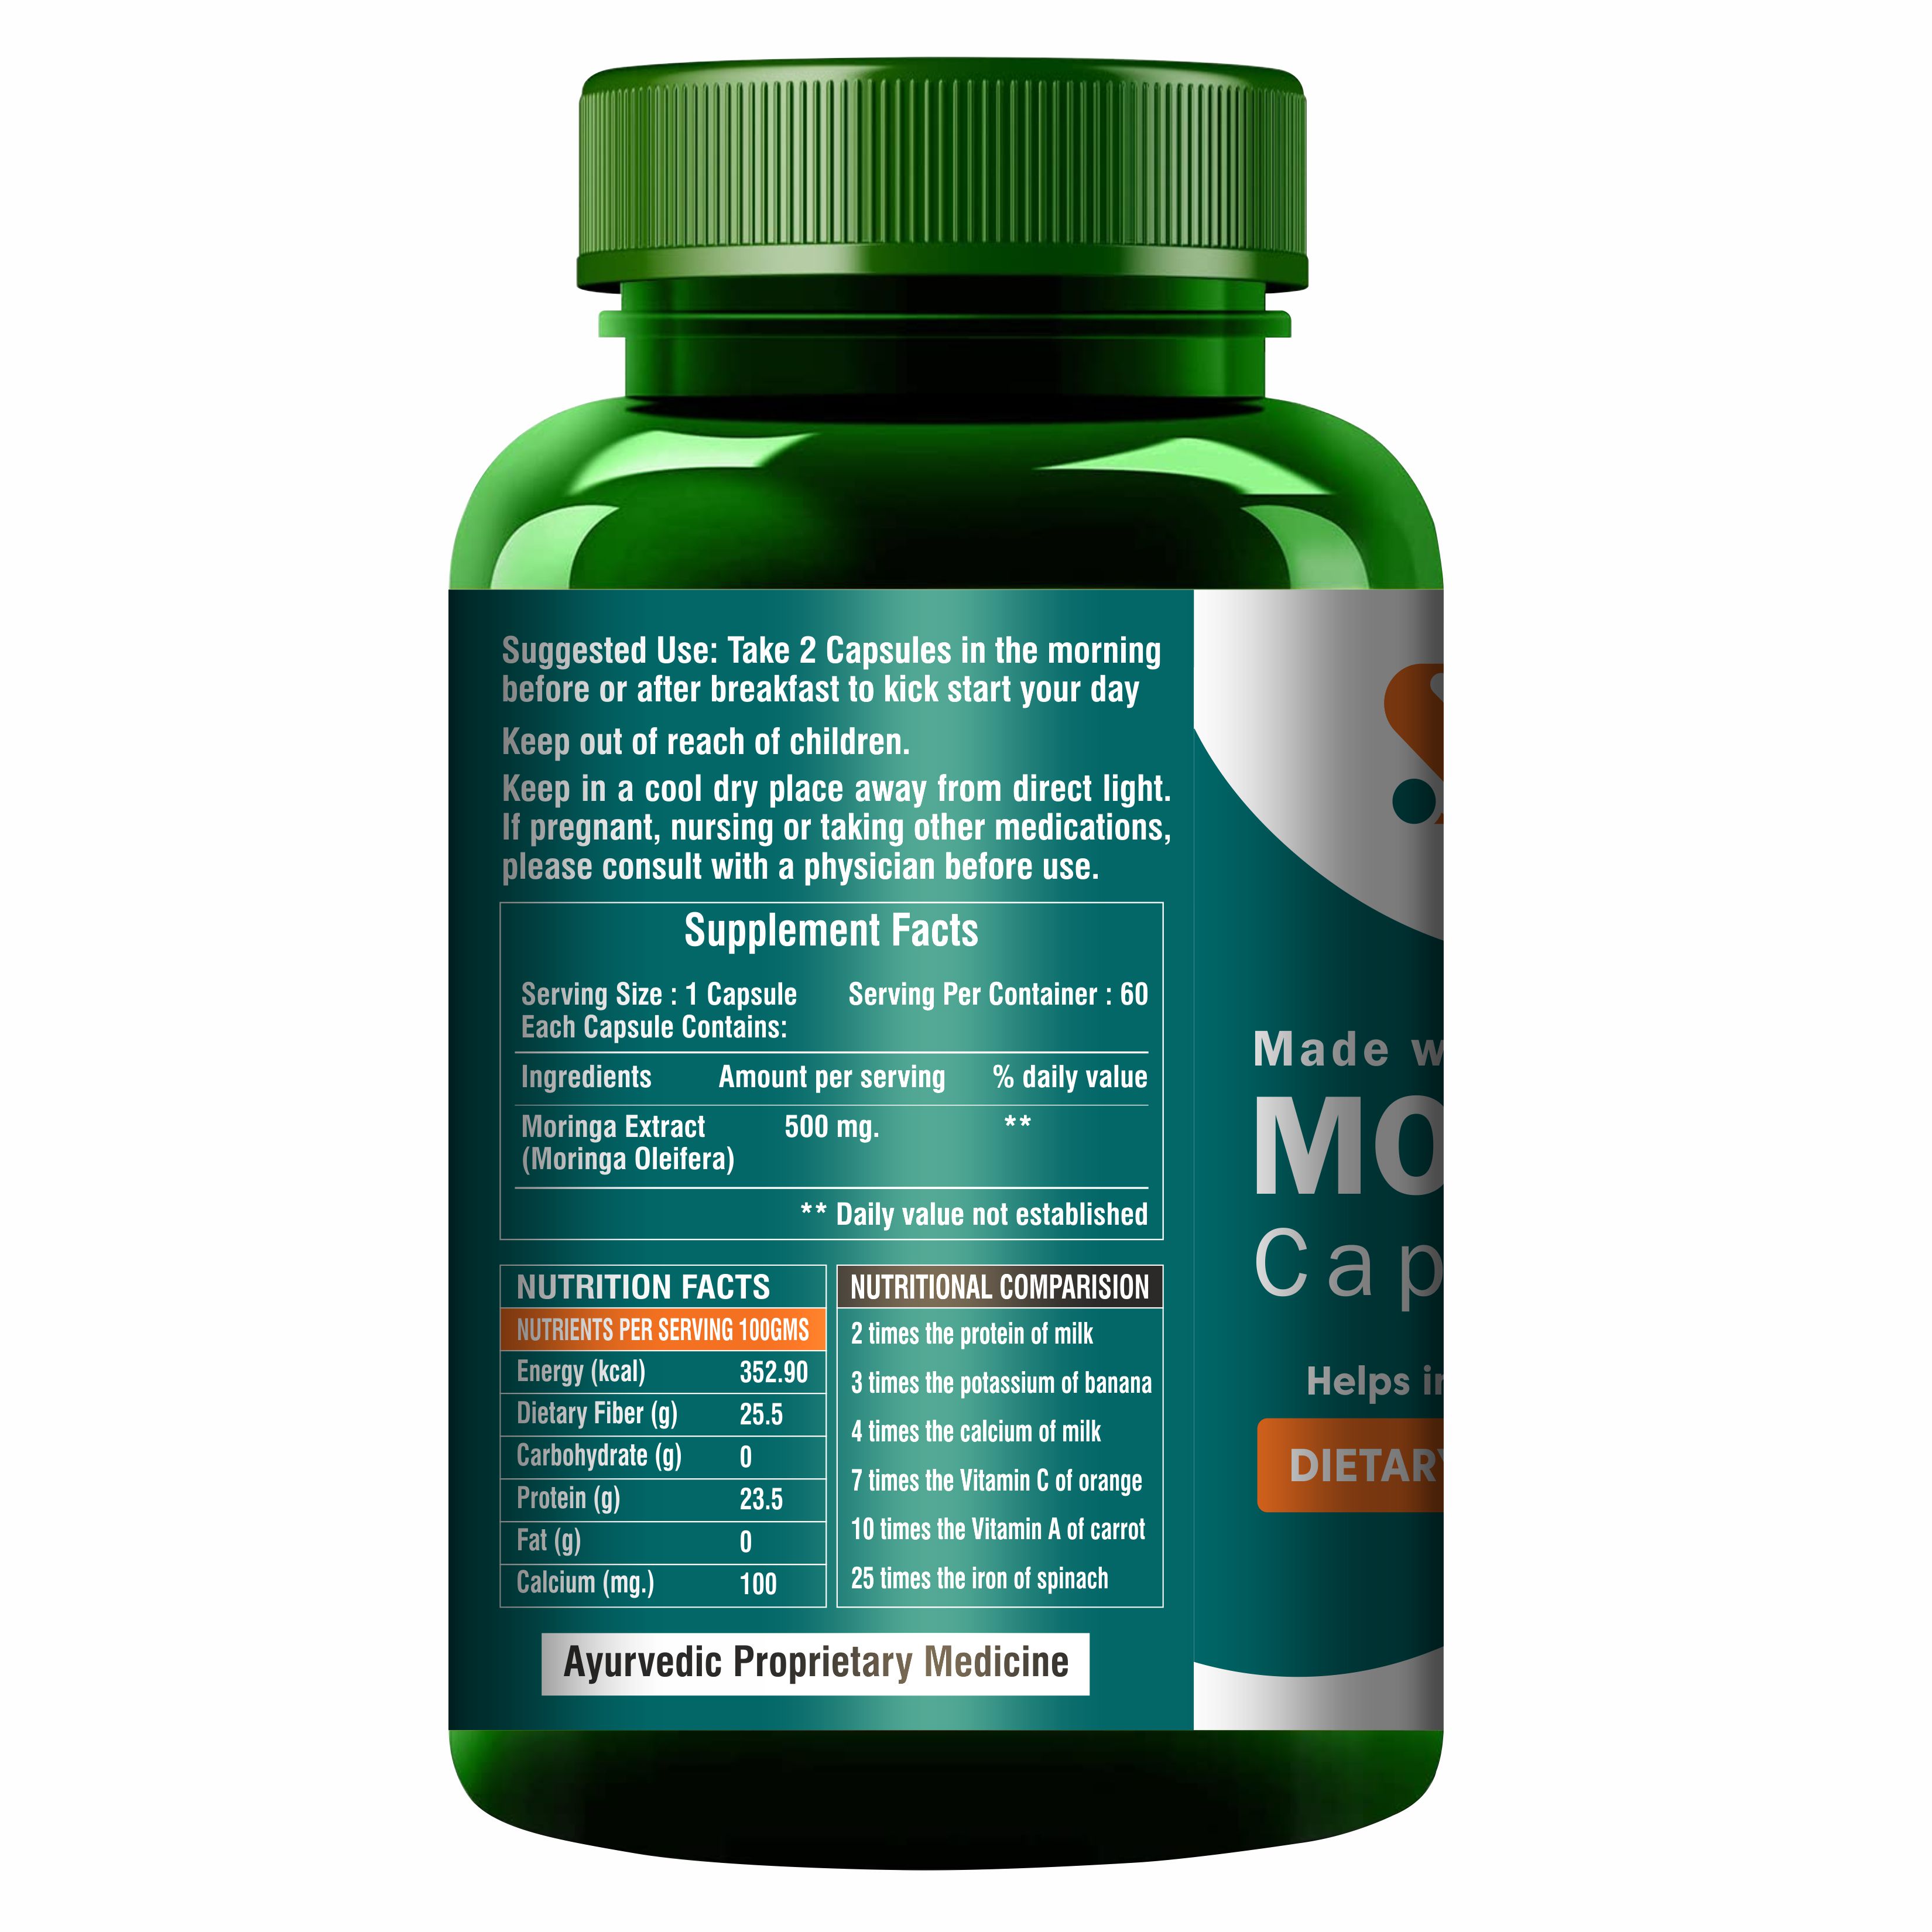 Suggested Use: Take 2 Capsules in the morning
before or after breakfast to kick start your day
Keep out of reach of children.
Keep in a cool dry place away from direct light.
If pregnant, nursing or taking other medications,
please consult with a physician before use.
Supplement Facts
Serving Size : 1 Capsule Serving Per Container : 60
Each Capsule Contains:
Ingredients Amount per serving % daily value
Moringa Extract 500 mg. **
(Moringa Oleifera)
** Daily value not established
NUTRITION FACTS
NUTRIENTS PER SERVING 100GMS
Energy (kcal) 352.90
Dietary Fiber (g) 25.5
Carbohydrate (g) 0
Protein (g) 23.5
Fat (g) 0
Calcium (mg.) 100
NUTRITIONAL COMPARISION
2 times the protein of milk
3 times the potassium of banana
4 times the calcium of milk
7 times the Vitamin C of orange
10 times the Vitamin A of carrot
25 times the iron of spinach
Ayurvedic Proprietary Medicine
Made w
MO
Cap
Helps in
DIETARY